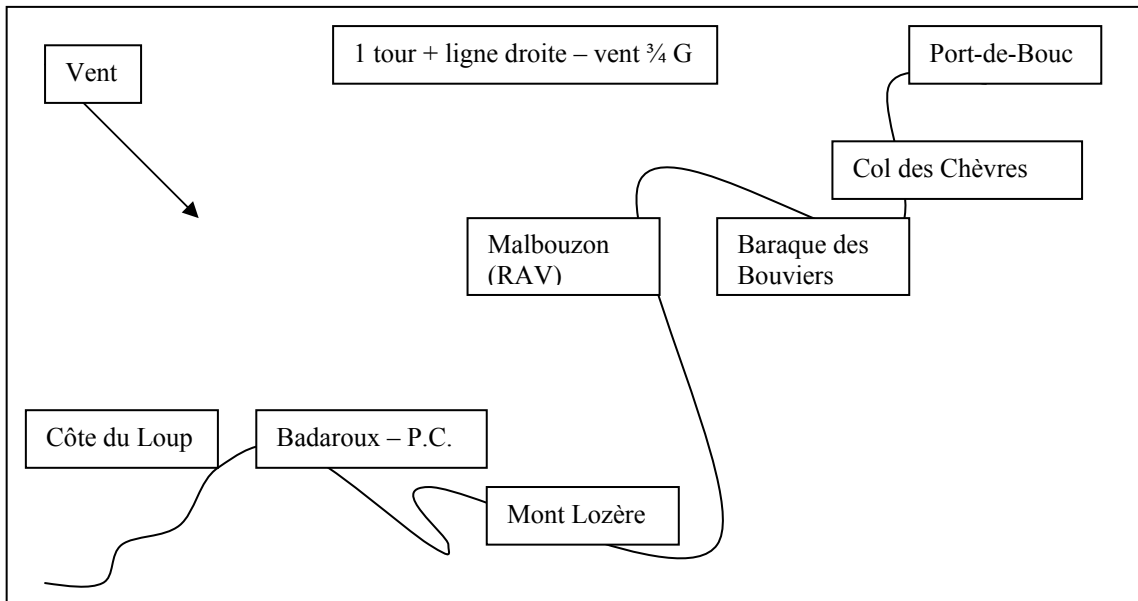 Vent
1 tour + ligne droite – vent ¾ G
Port-de-Bouc
Col des Chèvres
Malbouzon
(RAV)
Baraque des
Bouviers
Côte du Loup
Badaroux – P.C.
Mont Lozère